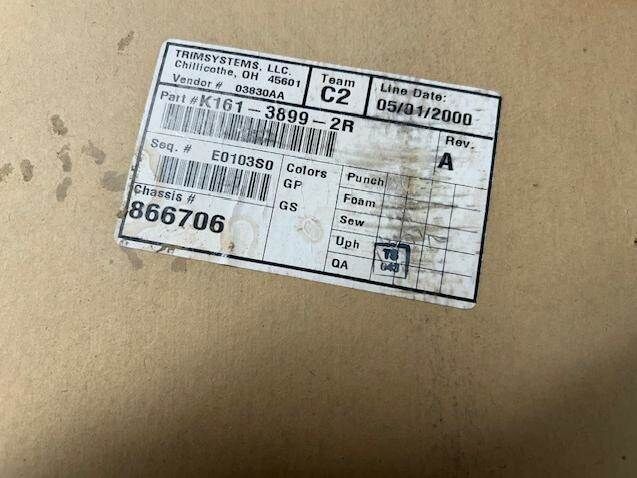 TRIMSYSTEMS, LLC.
Chillicothe, OH 45601
Vendor # 03830AA
Team
C2
Line Date:
05/01/2000
Part # K161-3899-2R
Rev.
A
Seq. # E0103S0
Colors
GP
GS
Punch
Foam
Sew
Uph
QA
Chassis #
866706
TS